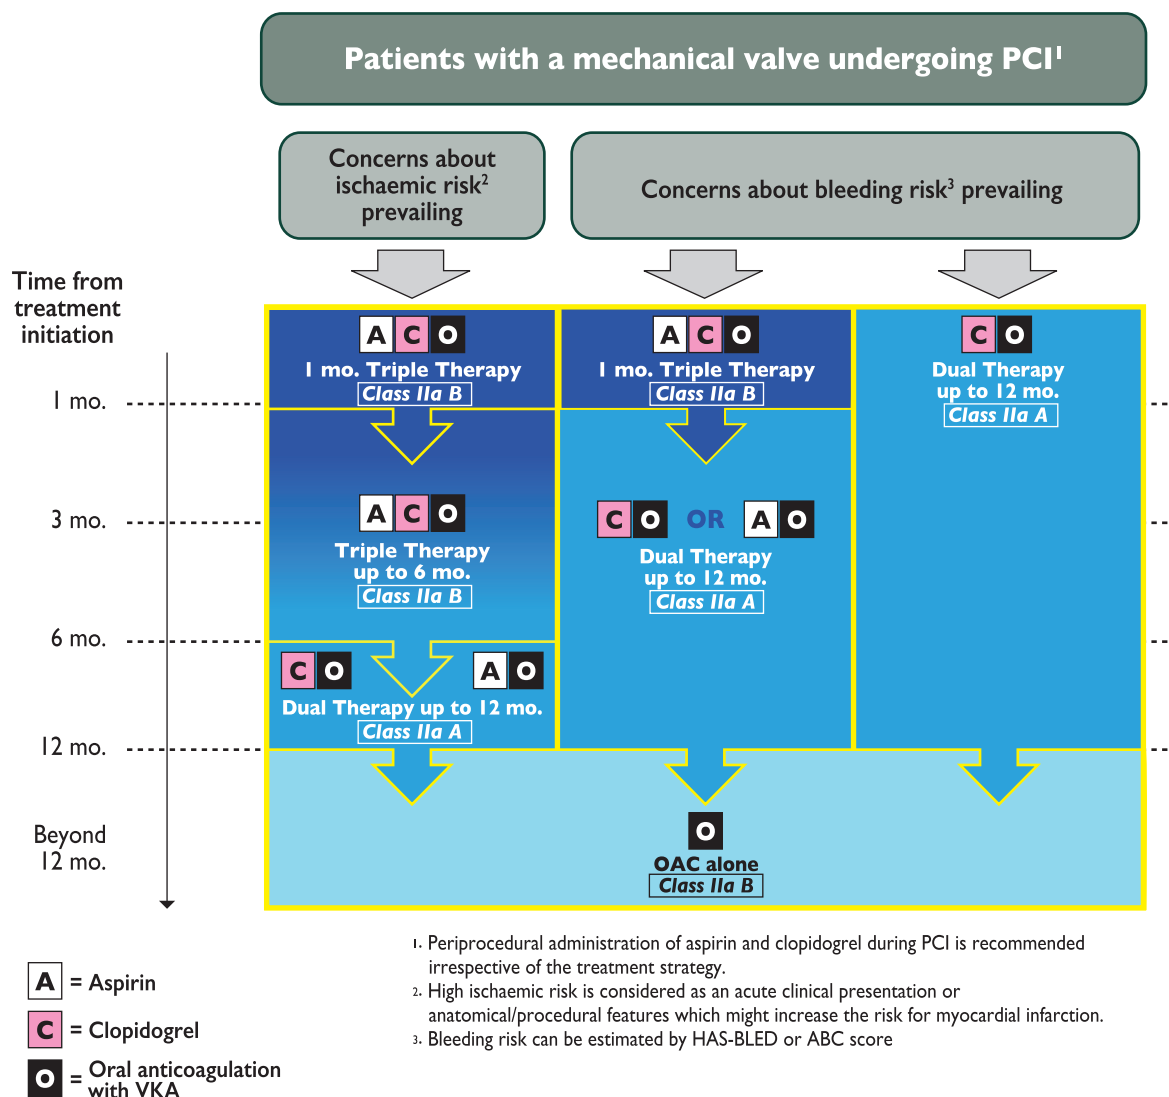 Patients with a mechanical valve undergoing PCI¹
Concerns about
ischaemic risk²
prevailing
Concerns about bleeding risk³ prevailing
Time from
treatment
initiation
1 mo.
3 mo.
6 mo.
12 mo.
Beyond
12 mo.
A C O
1 mo. Triple Therapy
Class IIa B
A C O
Triple Therapy
up to 6 mo.
Class IIa B
C O
A O
Dual Therapy up to 12 mo.
Class IIa A
A C O
1 mo. Triple Therapy
Class IIa B
C O OR A O
Dual Therapy
up to 12 mo.
Class IIa A
C O
Dual Therapy
up to 12 mo.
Class IIa A
O
OAC alone
Class IIa B
A = Aspirin
C = Clopidogrel
O = Oral anticoagulation
with VKA
1. Periprocedural administration of aspirin and clopidogrel during PCI is recommended
irrespective of the treatment strategy.
2. High ischaemic risk is considered as an acute clinical presentation or
anatomical/procedural features which might increase the risk for myocardial infarction.
3. Bleeding risk can be estimated by HAS-BLED or ABC score